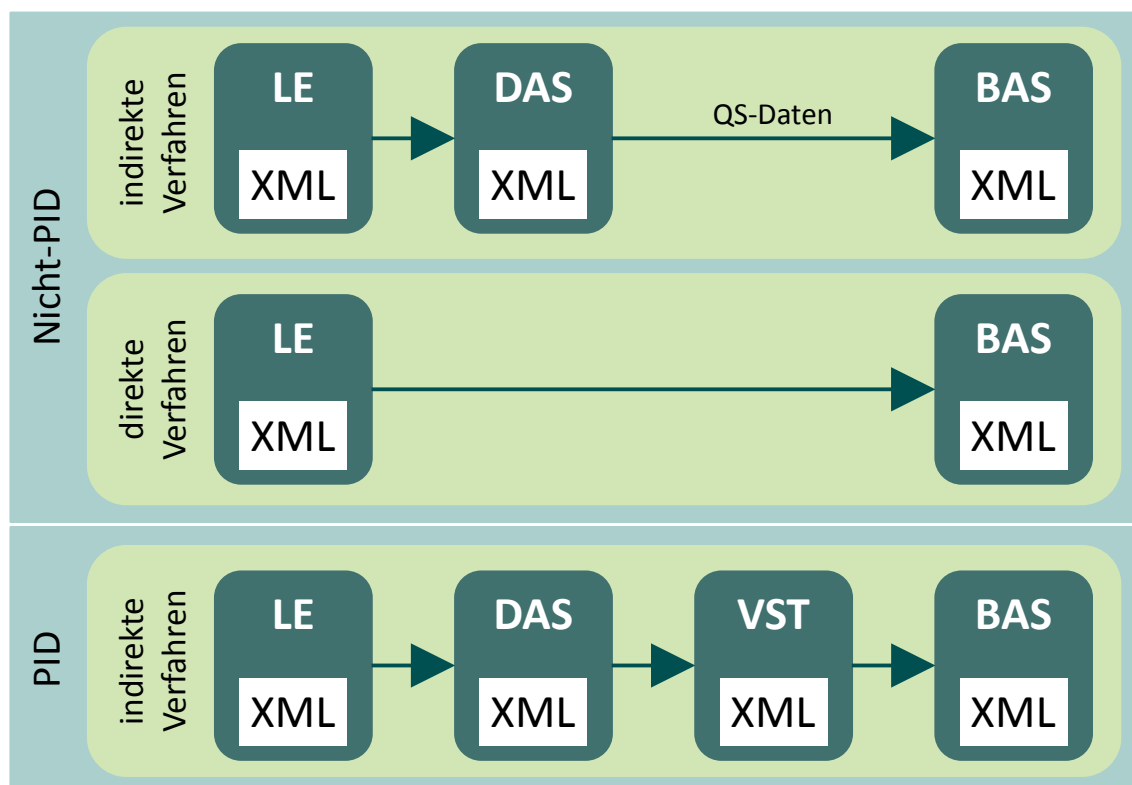 Nicht-PID
indirekte
Verfahren
LE
XML
DAS
XML
QS-Daten
BAS
XML
direkte
Verfahren
LE
XML
BAS
XML
PID
indirekte
Verfahren
LE
XML
DAS
XML
VST
XML
BAS
XML